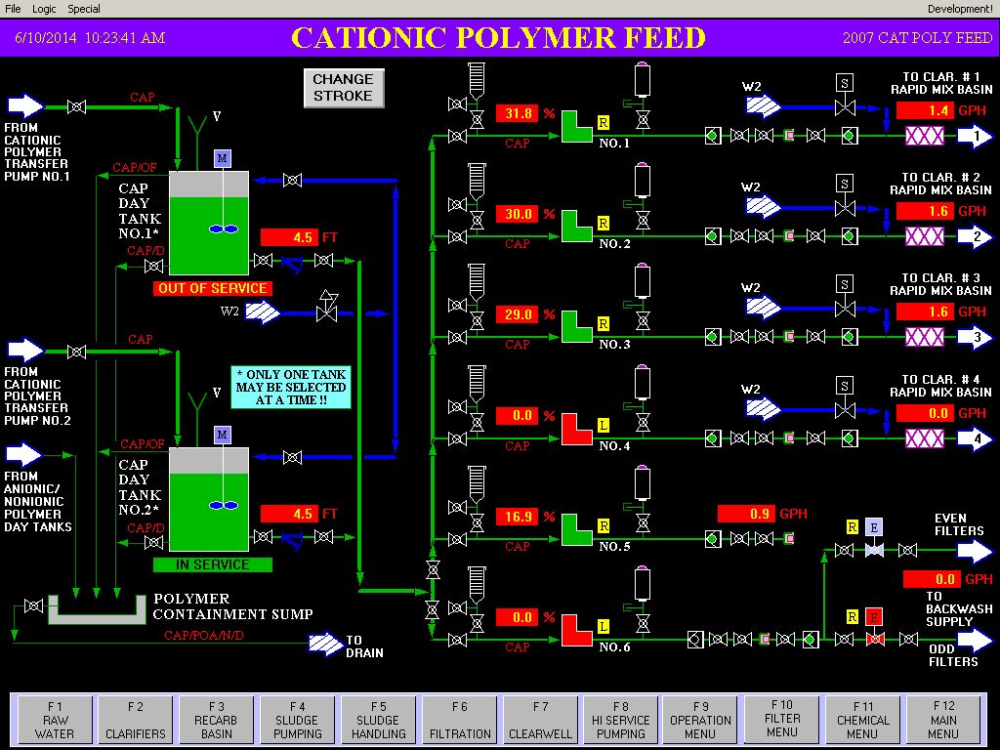 File Logic Special Development!
6/10/2014 10:23:41 AM CATIONIC POLYMER FEED 2007 CAT POLY FEED
CHANGE
STROKE
CAP
FROM
CATIONIC
POLYMER
TRANSFER
PUMP NO.1
V
M
CAP/OF
CAP
DAY
TANK
NO.1*
CAP/D
4.5 FT
OUT OF SERVICE
W2
CAP
FROM
CATIONIC
POLYMER
TRANSFER
PUMP NO.2
V
* ONLY ONE TANK
MAY BE SELECTED
AT A TIME !!
M
CAP/OF
FROM
ANIONIC/
NONIONIC
POLYMER
DAY TANKS
CAP
DAY
TANK
NO.2*
CAP/D
4.5 FT
IN SERVICE
POLYMER
CONTAINMENT SUMP
CAP/POA/N/D
TO
DRAIN
31.8 %
CAP
R
NO.1
W2
S
TO CLAR. # 1
RAPID MIX BASIN
1.4 GPH
1
30.0 %
CAP
R
NO.2
W2
S
TO CLAR. # 2
RAPID MIX BASIN
1.6 GPH
2
29.0 %
CAP
R
NO.3
W2
S
TO CLAR. # 3
RAPID MIX BASIN
1.6 GPH
3
0.0 %
CAP
L
NO.4
W2
S
TO CLAR. # 4
RAPID MIX BASIN
0.0 GPH
4
16.9 %
CAP
R
NO.5
0.9 GPH
0.0 %
CAP
L
NO.6
R E
EVEN
FILTERS
0.0 GPH
TO
BACKWASH
SUPPLY
R E
ODD
FILTERS
F 1
RAW
WATER
F 2
CLARIFIERS
F 3
RECARB
BASIN
F 4
SLUDGE
PUMPING
F 5
SLUDGE
HANDLING
F 6
FILTRATION
F 7
CLEARWELL
F 8
HI SERVICE
PUMPING
F 9
OPERATION
MENU
F 10
FILTER
MENU
F 11
CHEMICAL
MENU
F 12
MAIN
MENU